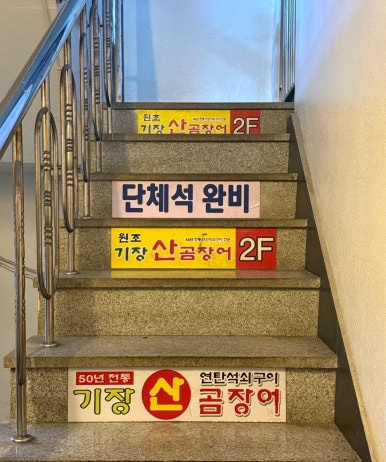 원조
기장 산 곰장어 2F
단체석 완비
원조
기장 산 곰장어 2F
50년 전통 연탄석쇠구이
기장 산 곰장어